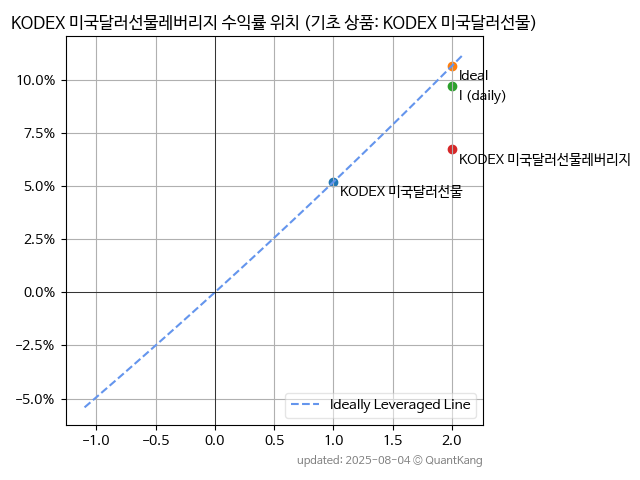 KODEX 미국달러선물레버리지 수익률 위치 (기초 상품: KODEX 미국달러선물)
10.0%
7.5%
5.0%
2.5%
0.0%
−2.5%
−5.0%
Ideal
I (daily)
KODEX 미국달러선물레버리지
KODEX 미국달러선물
Ideally Leveraged Line
−1.0 −0.5 0.0 0.5 1.0 1.5 2.0
updated: 2025-08-04 © QuantKang